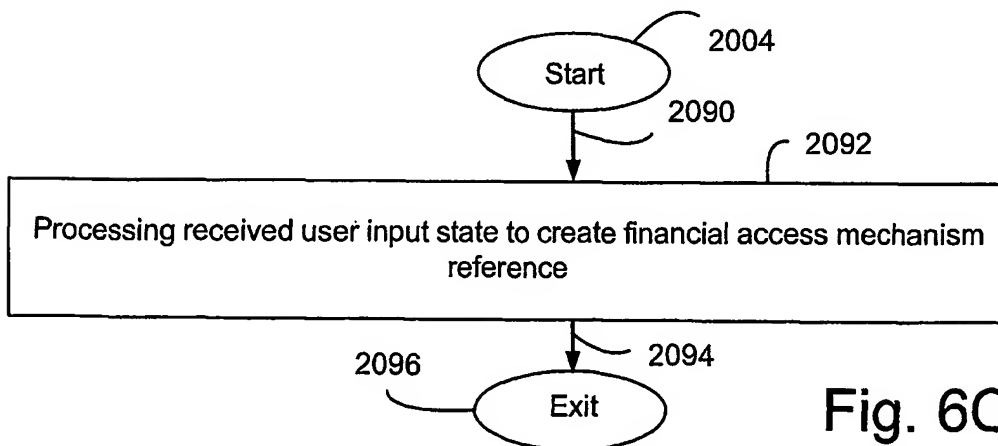 2004
Start
2090
2092
Processing received user input state to create financial access mechanism
reference
2094
2096
Exit
Fig. 6C